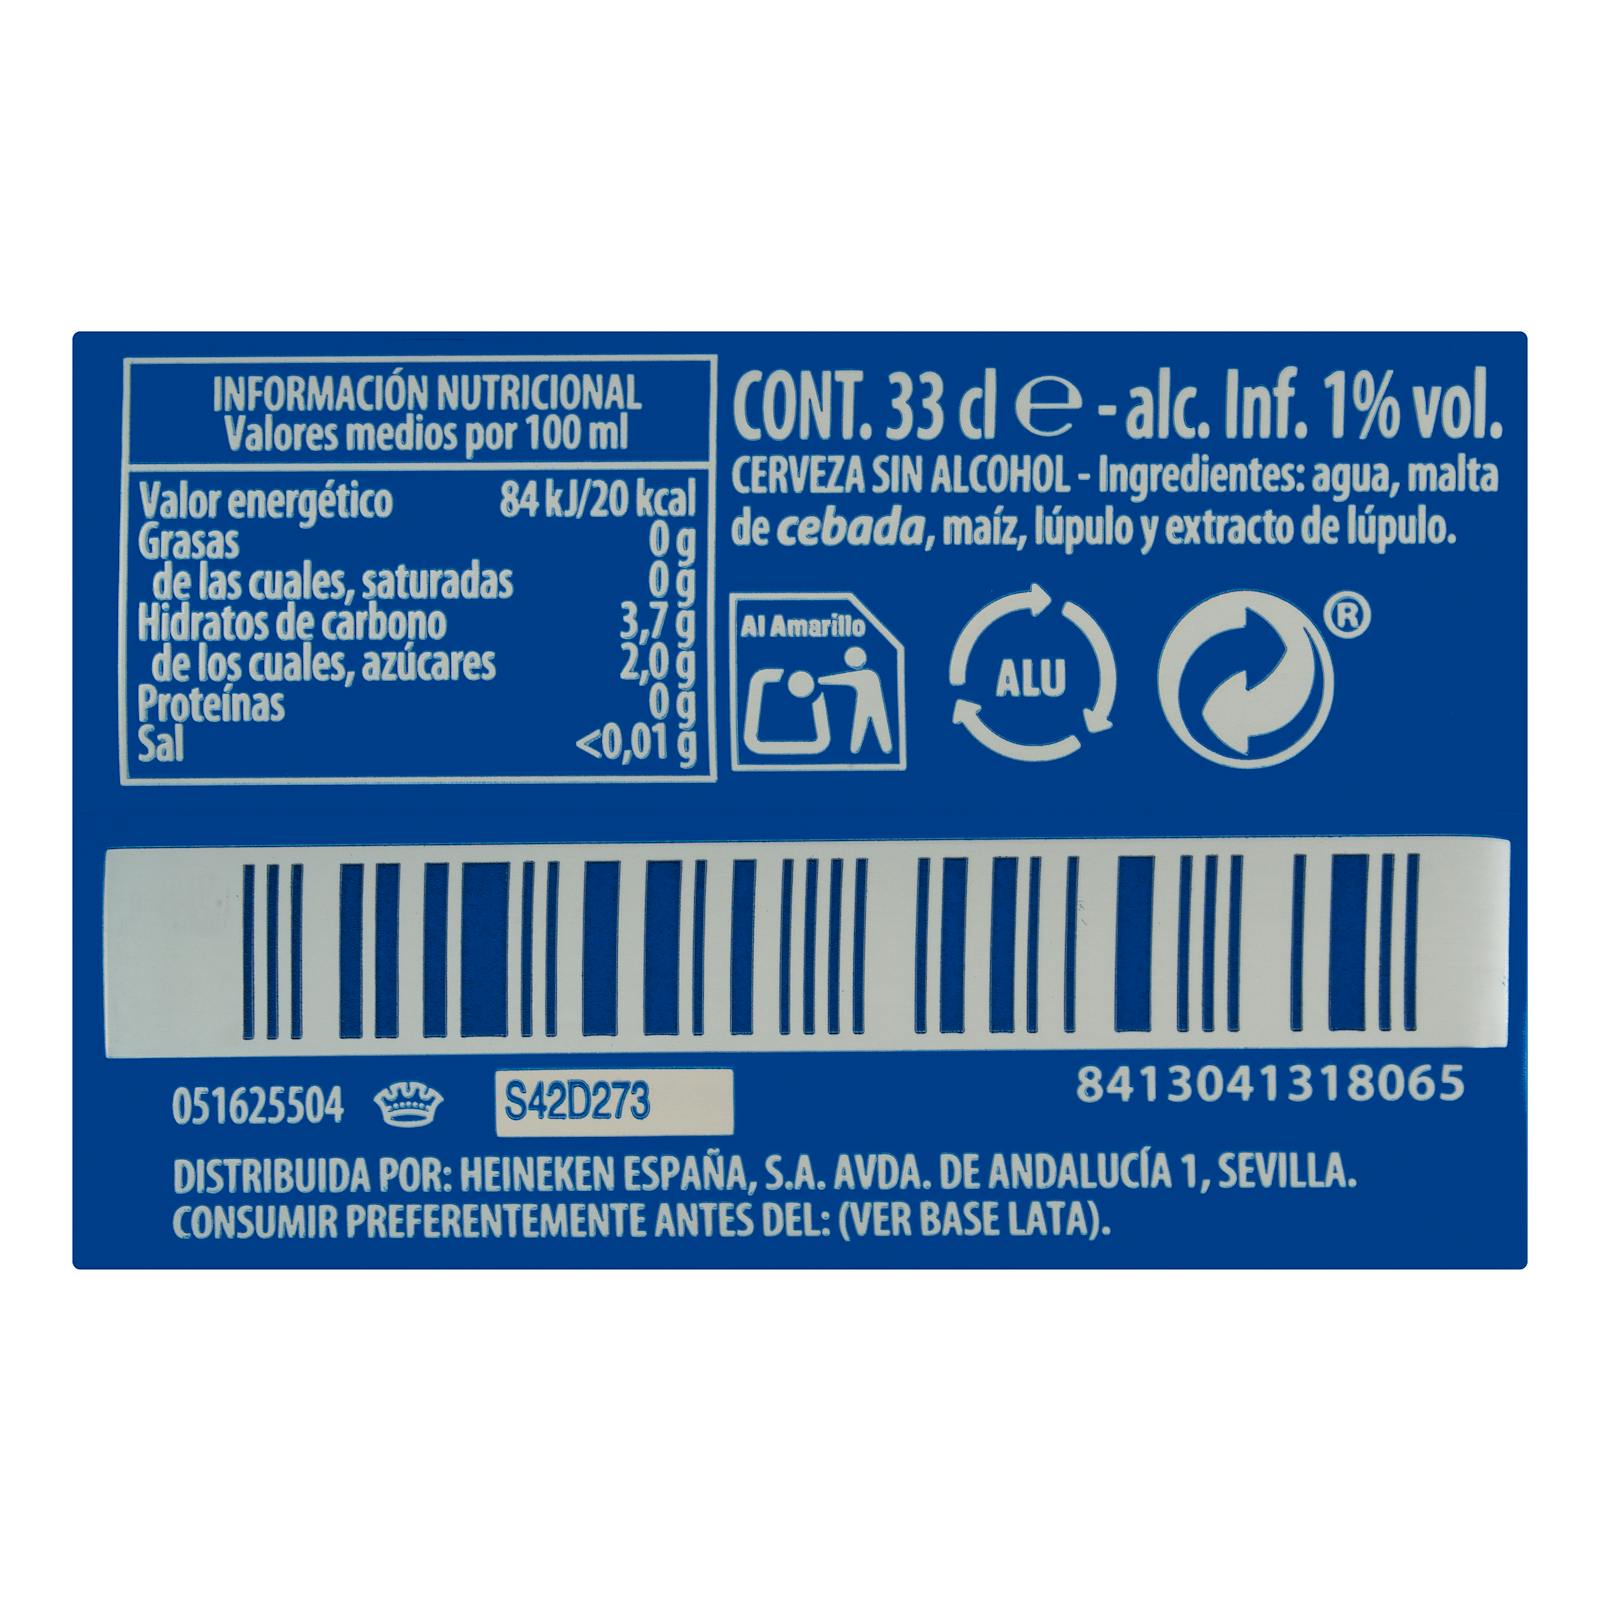 INFORMACIÓN NUTRICIONAL
Valores medios por 100 ml
Valor energético 84 kJ/20 kcal
Grasas 0 g
de las cuales, saturadas 0 g
Hidratos de carbono 3,7 g
de los cuales, azúcares 2,0 g
Proteínas 0 g
Sal <0,01 g
CONT. 33 cl ℮ - alc. Inf. 1% vol.
CERVEZA SIN ALCOHOL - Ingredientes: agua, malta
de cebada, maíz, lúpulo y extracto de lúpulo.
Al Amarillo
ALU
®
8413041318065
051625504
S42D273
DISTRIBUIDA POR: HEINEKEN ESPAÑA, S.A. AVDA. DE ANDALUCÍA 1, SEVILLA.
CONSUMIR PREFERENTEMENTE ANTES DEL: (VER BASE LATA).